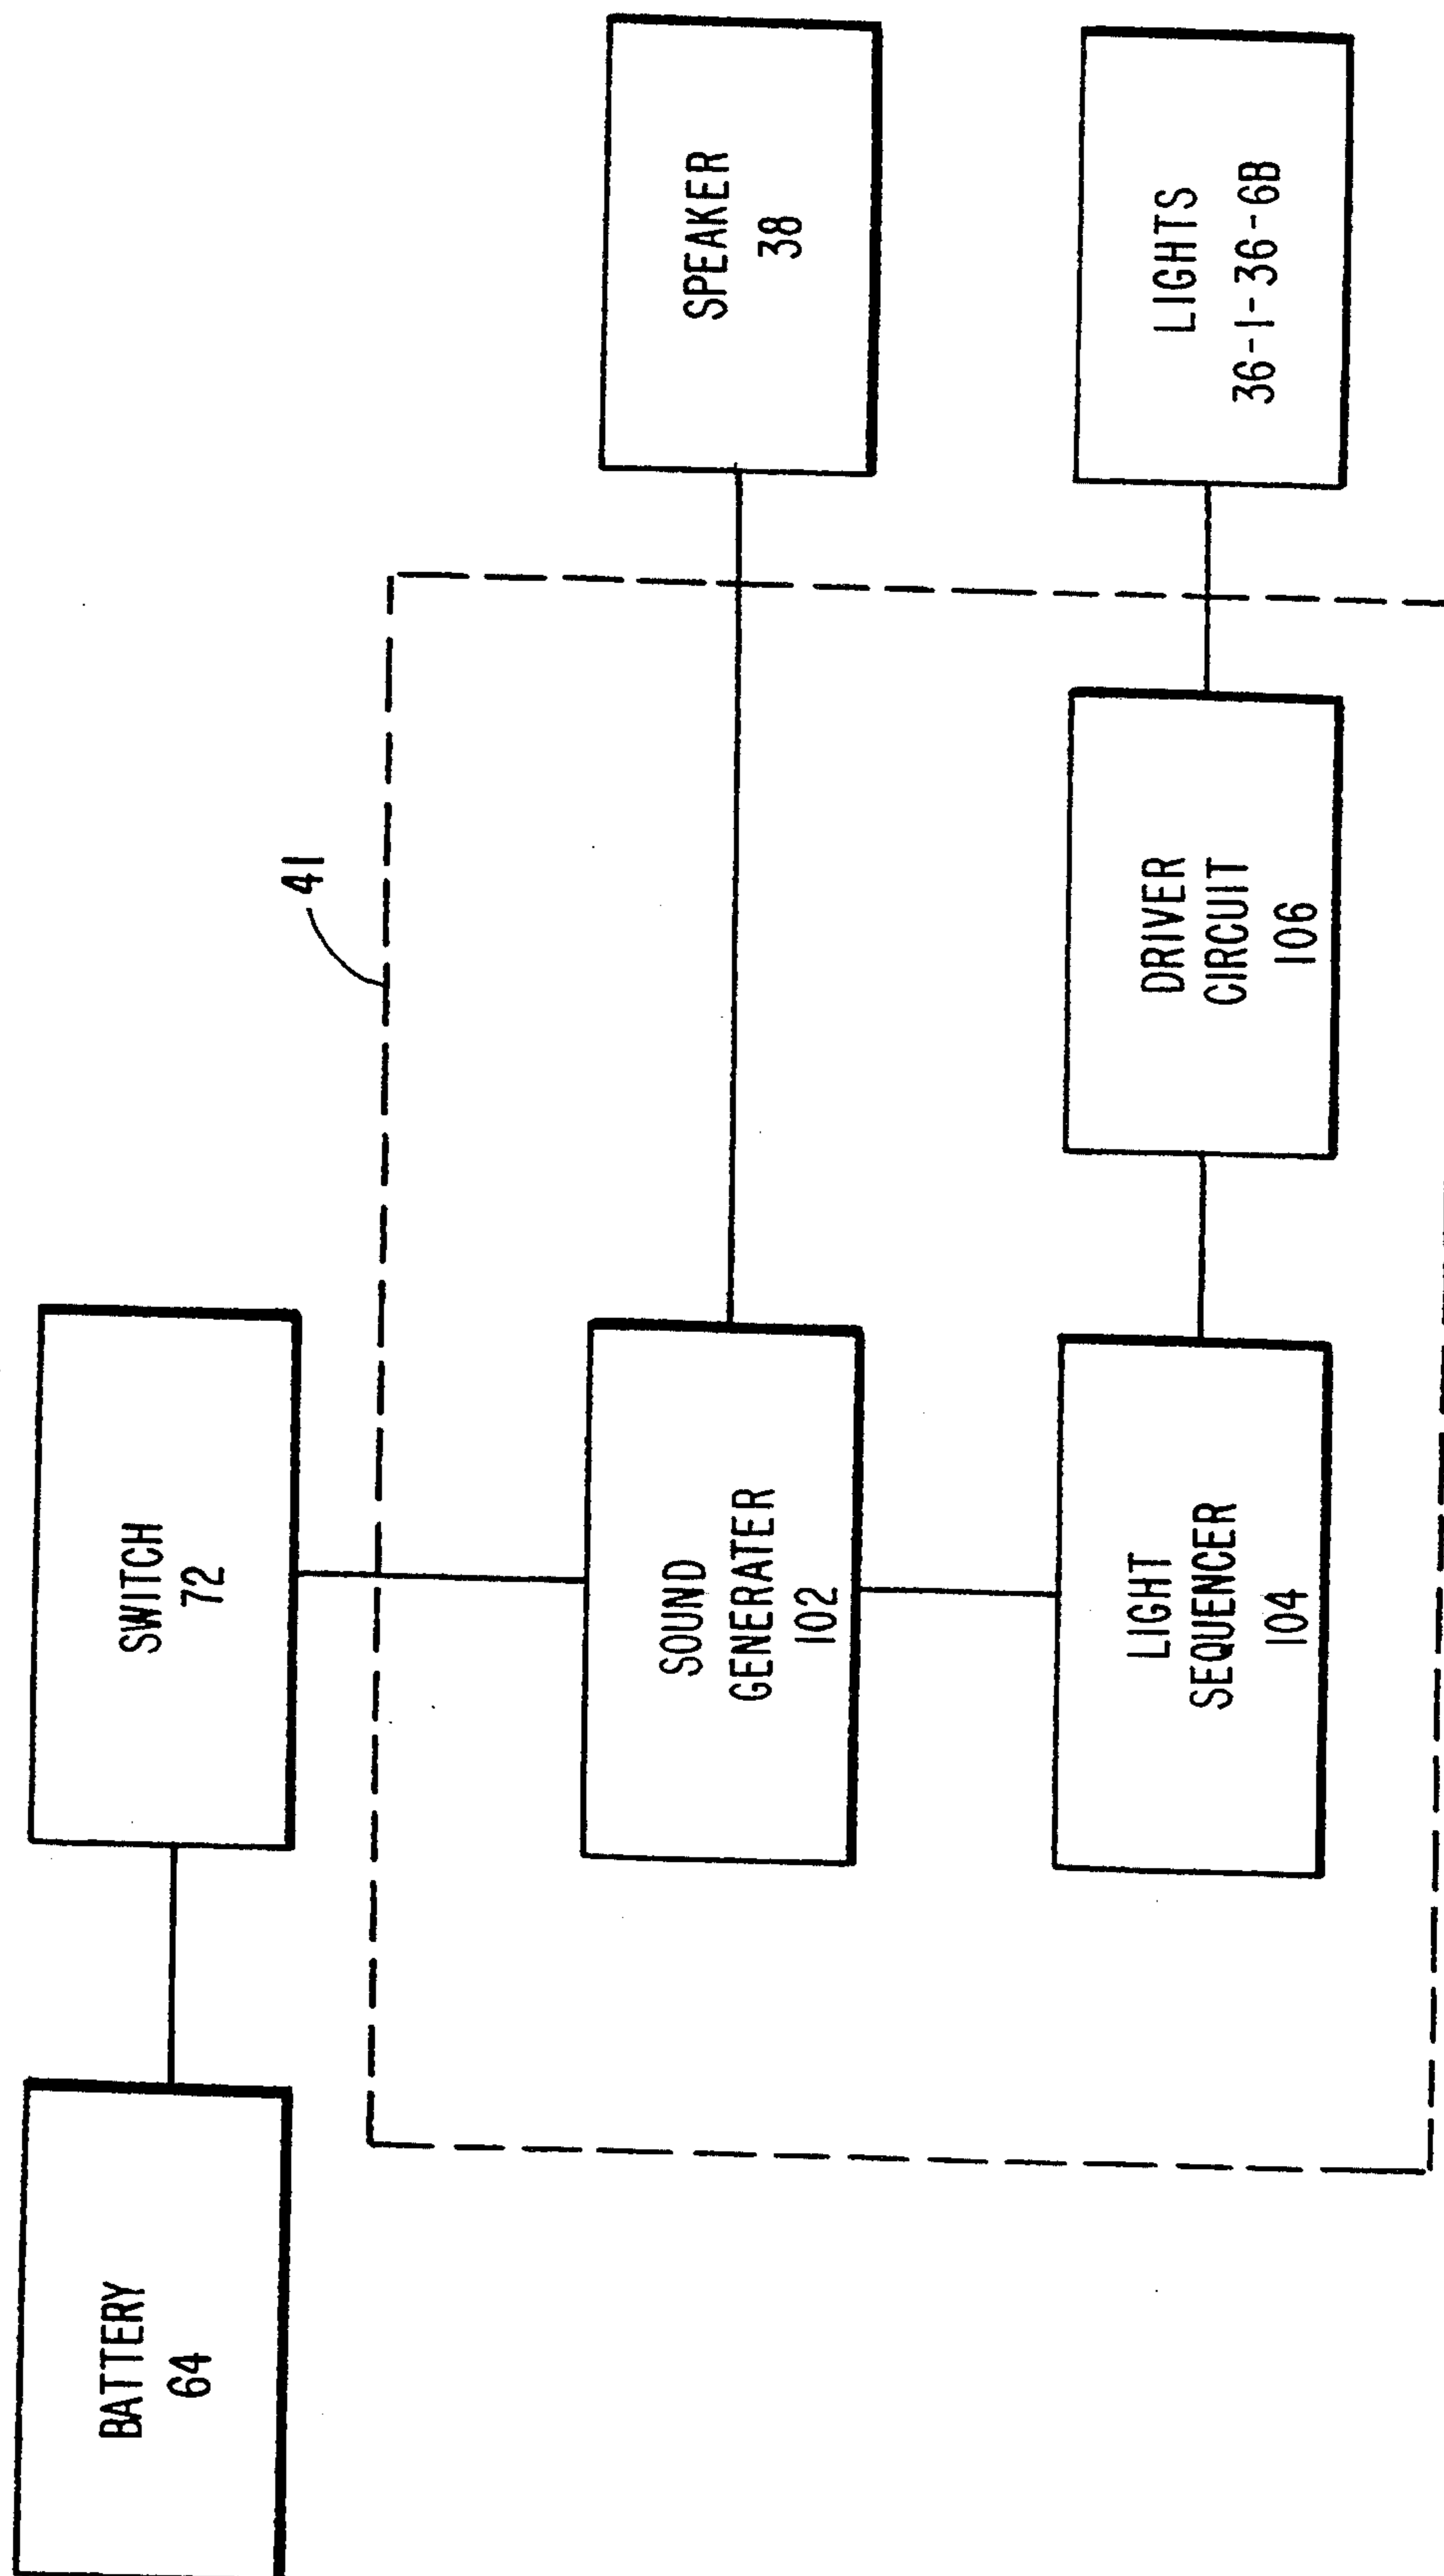 BATTERY
64
SWITCH
72
41
SOUND
GENERATER
102
SPEAKER
38
LIGHT
SEQUENCER
104
DRIVER
CIRCUIT
106
LIGHTS
36-1-36-6B